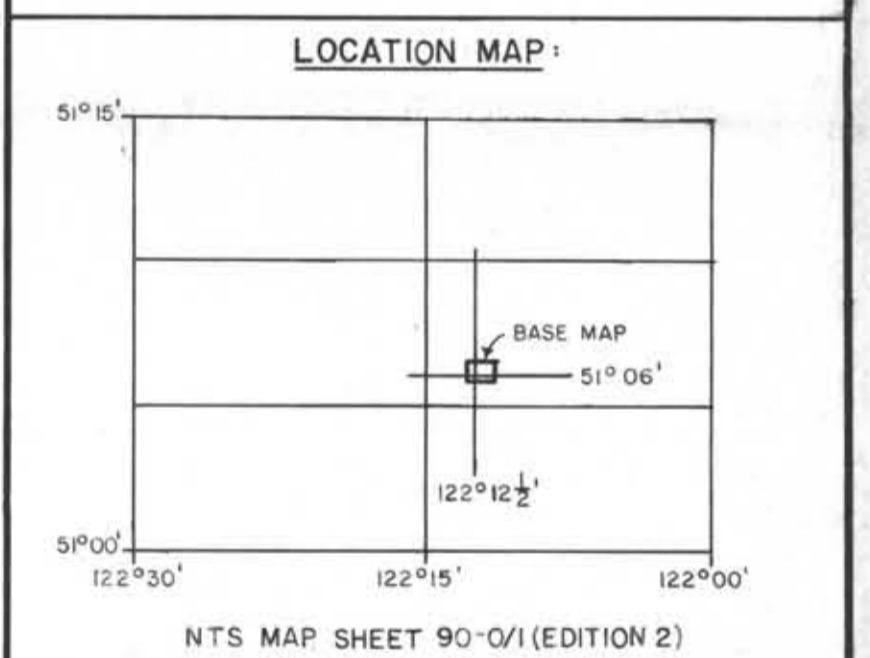 LOCATION MAP:
51°15'
BASE MAP
51° 06'
122°12½'
51°00'
122°30' 122°15' 122°00'
NTS MAP SHEET 90-0/1 (EDITION 2)